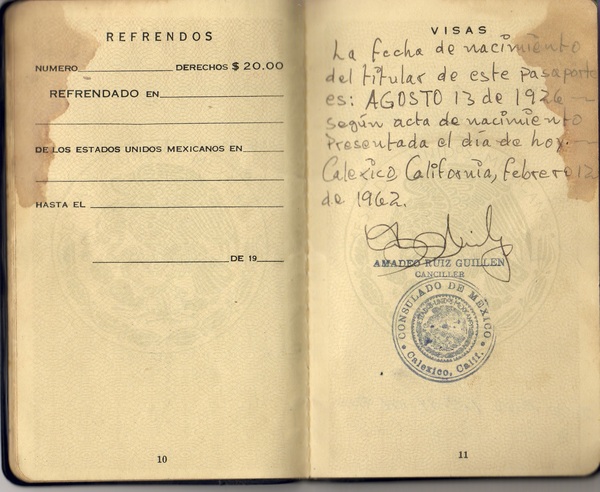 REFRENDOS
NUMERO DERECHOS $ 20.00
REFRENDADO EN
DE LOS ESTADOS UNIDOS MEXICANOS EN
HASTA EL
DE 19
10
VISAS
La fecha de nacimiento
del titular de este pasaporte
es: AGOSTO 13 de 1926
según acta de nacimiento
presentada el día de hoy.
Calexico California, febrero 12
de 1962.
AMADEO RUIZ GUILLEN
CANCILLER
CONSULADO DE MÉXICO
Calexico, Calif.
11